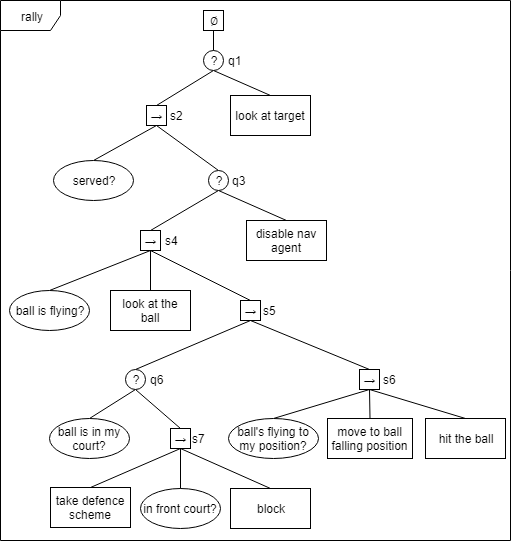 rally
Ø
? q1
→ s2
look at target
served?
? q3
→ s4
disable nav
agent
ball is flying?
look at the
ball
→ s5
? q6
→ s6
ball is in my
court?
→ s7
ball's flying to
my position?
move to ball
falling position
hit the ball
take defence
scheme
in front court?
block